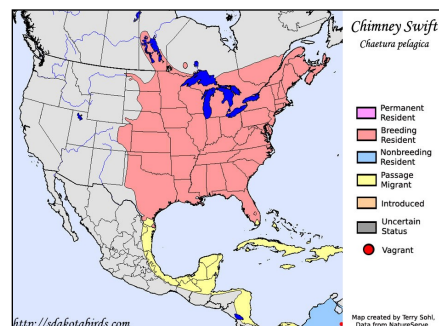 Chimney Swift
Chaetura pelagica
Permanent
Resident
Breeding
Resident
Nonbreeding
Resident
Passage
Migrant
Introduced
Uncertain
Status
Vagrant
http://sdakotabirds.com
Map created by Terry Sohl,
Data from NatureServe